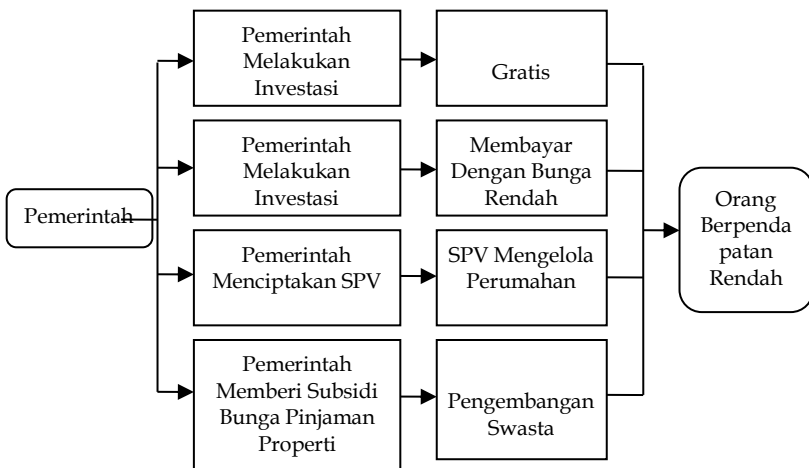 Pemerintah
Pemerintah
Melakukan
Investasi
Gratis
Pemerintah
Melakukan
Investasi
Membayar
Dengan Bunga
Rendah
Pemerintah
Menciptakan SPV
SPV Mengelola
Perumahan
Pemerintah
Memberi Subsidi
Bunga Pinjaman
Properti
Pengembangan
Swasta
Orang
Berpenda
patan
Rendah